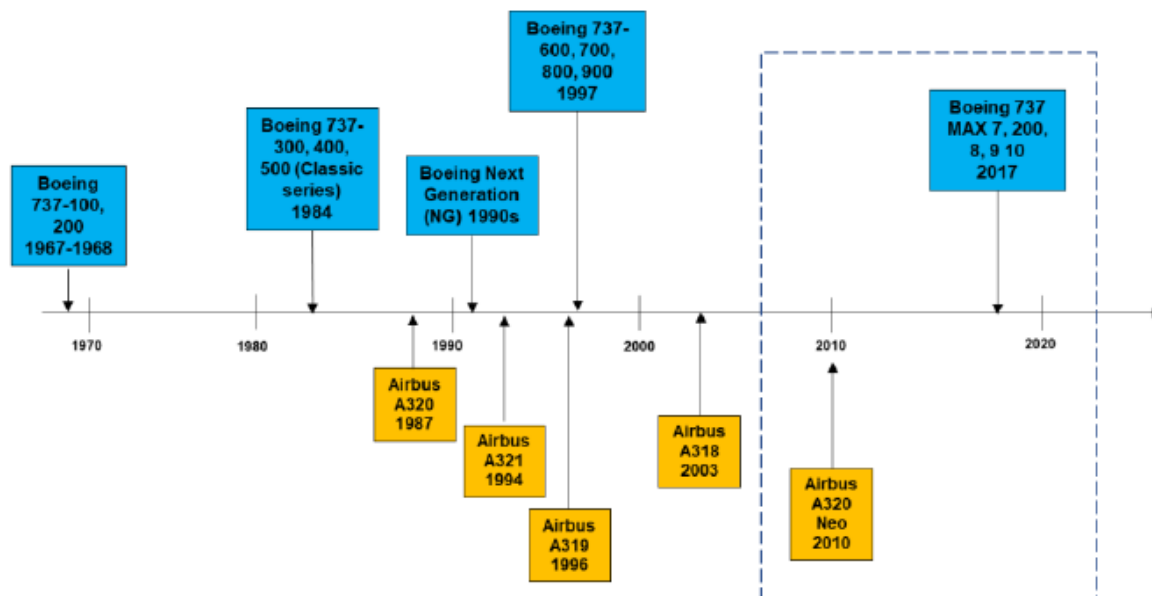 Boeing
737-100,
200
1967-1968
Boeing 737-
300, 400,
500 (Classic
series)
1984
Boeing Next
Generation
(NG) 1990s
Boeing 737-
600, 700,
800, 900
1997
Boeing 737
MAX 7, 200,
8, 9 10
2017
1970
1980
1990
2000
2010
2020
Airbus
A320
1987
Airbus
A321
1994
Airbus
A319
1996
Airbus
A318
2003
Airbus
A320
Neo
2010